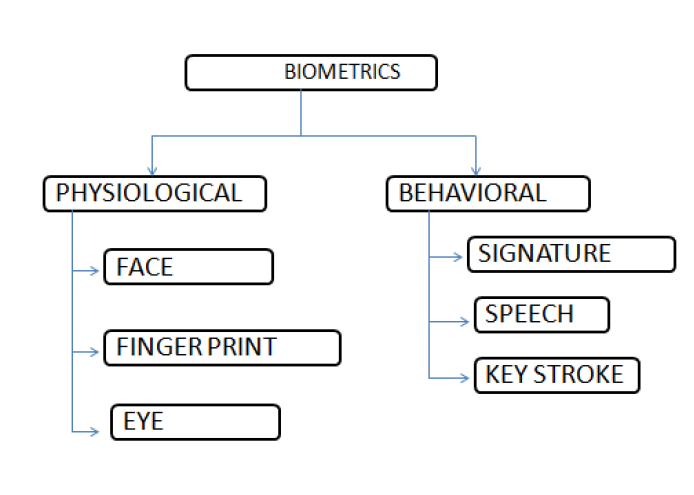 BIOMETRICS
PHYSIOLOGICAL
FACE
FINGER PRINT
EYE
BEHAVIORAL
SIGNATURE
SPEECH
KEY STROKE